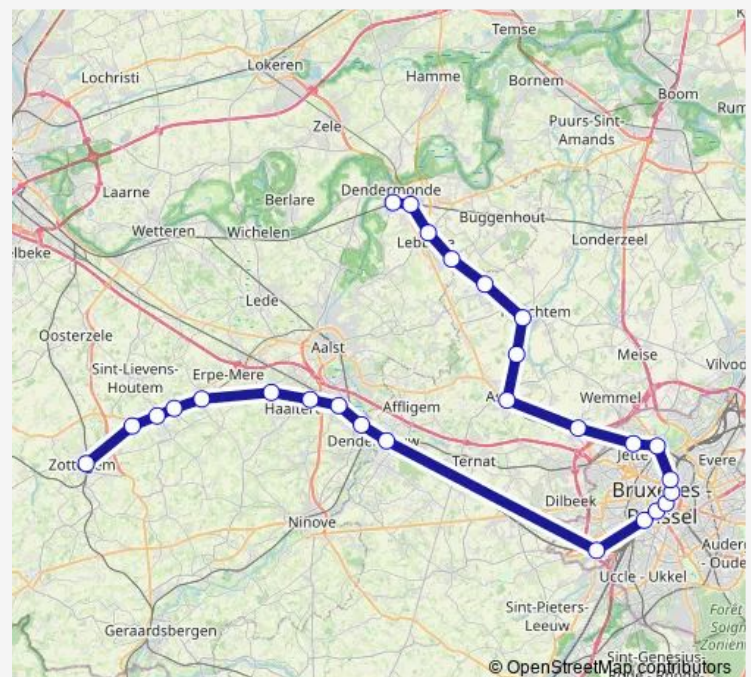 Temse
Lochristi
Lokeren
Hamme
Bornem
Boom
Zele
Puurs-Sint-
Amands
Laarne
Berlare
Dendermonde
Wetteren
Wichelen
Buggenhout
Londerzeel
Lede
Oosterzele
Aalst
Meise
Sint-Lievens-
Houtem
Erpe-Mere
Wemmel
Affligem
Jette
Evere
Ternat
Dilbeek
Bruxelles -
Ninove
Uccle - Ukkel
Sint-Pieters-
Leeuw
Geraardsbergen
© OpenStreetMap contributors